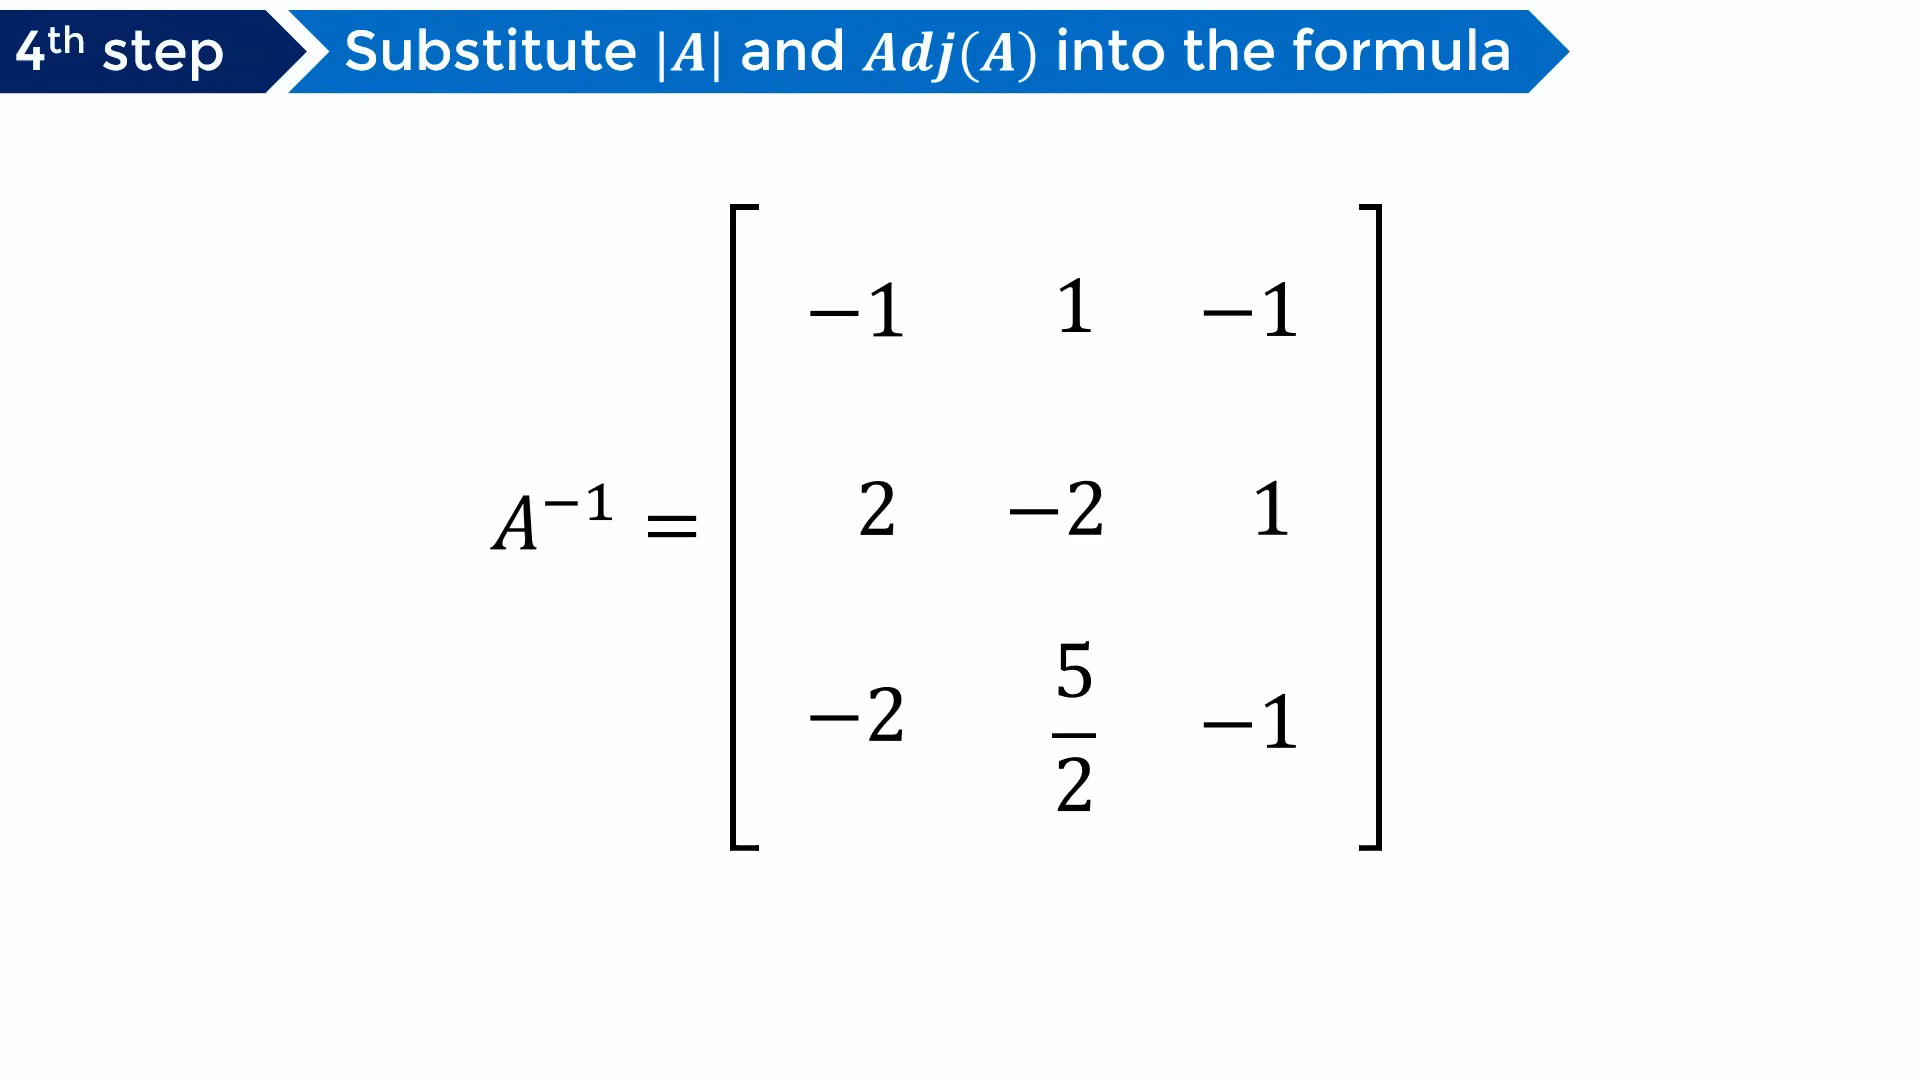 4th step Substitute |A| and Adj(A) into the formula
−1 1 −1
A⁻¹ = 2 −2 1
−2 5/2 −1